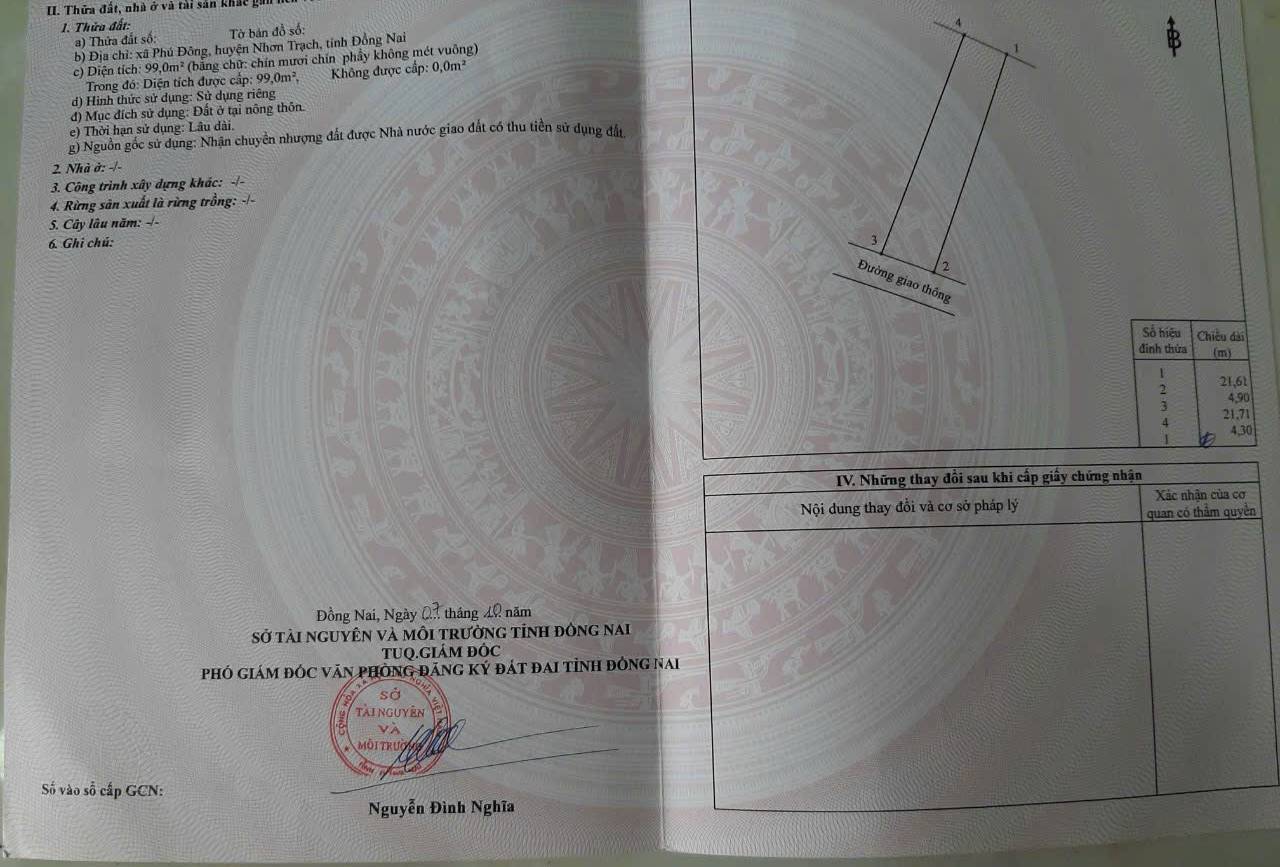 II. Thửa đất, nhà ở và tài sản khác gắn liền
1. Thửa đất:
a) Thửa đất số: Tờ bản đồ số:
b) Địa chỉ: xã Phú Đông, huyện Nhơn Trạch, tỉnh Đồng Nai
c) Diện tích: 99,0m² (bằng chữ: chín mươi chín phẩy không mét vuông)
Trong đó: Diện tích được cấp: 99,0m², Không được cấp: 0,0m²
d) Hình thức sử dụng: Sử dụng riêng
đ) Mục đích sử dụng: Đất ở tại nông thôn.
e) Thời hạn sử dụng: Lâu dài.
g) Nguồn gốc sử dụng: Nhận chuyển nhượng đất được Nhà nước giao đất có thu tiền sử dụng đất.
2. Nhà ở: -/-
3. Công trình xây dựng khác: -/-
4. Rừng sản xuất là rừng trồng: -/-
5. Cây lâu năm: -/-
6. Ghi chú:
Đồng Nai, Ngày 07 tháng 10 năm
SỞ TÀI NGUYÊN VÀ MÔI TRƯỜNG TỈNH ĐỒNG NAI
TUQ.GIÁM ĐỐC
PHÓ GIÁM ĐỐC VĂN PHÒNG ĐĂNG KÝ ĐẤT ĐAI TỈNH ĐỒNG NAI
SỞ
TÀI NGUYÊN
VÀ
MÔI TRƯỜNG
Nguyễn Đình Nghĩa
Số vào sổ cấp GCN:
B
4
1
3
2
Đường giao thông
Số hiệu đỉnh thửa Chiều dài (m)
1
21,61
2
4,90
3
21,71
4
4,30
1
IV. Những thay đổi sau khi cấp giấy chứng nhận
Nội dung thay đổi và cơ sở pháp lý
Xác nhận của cơ
quan có thẩm quyền